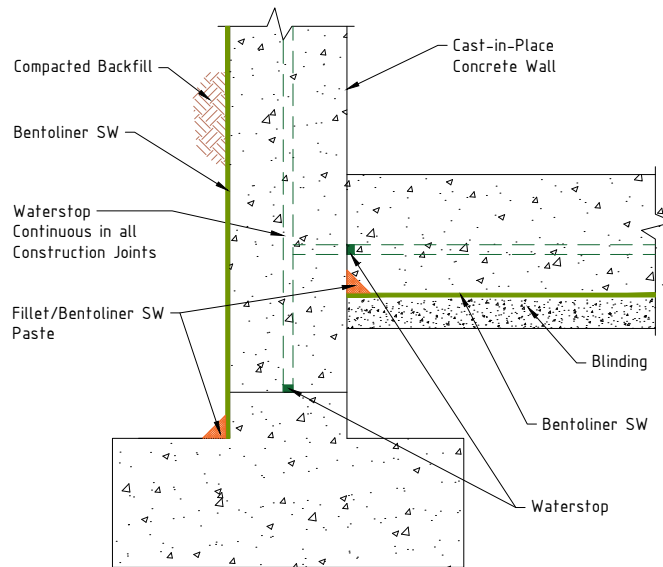 Compacted Backfill
Bentoliner SW
Waterstop
Continuous in all
Construction Joints
Fillet/Bentoliner SW
Paste
Cast-in-Place
Concrete Wall
Blinding
Bentoliner SW
Waterstop